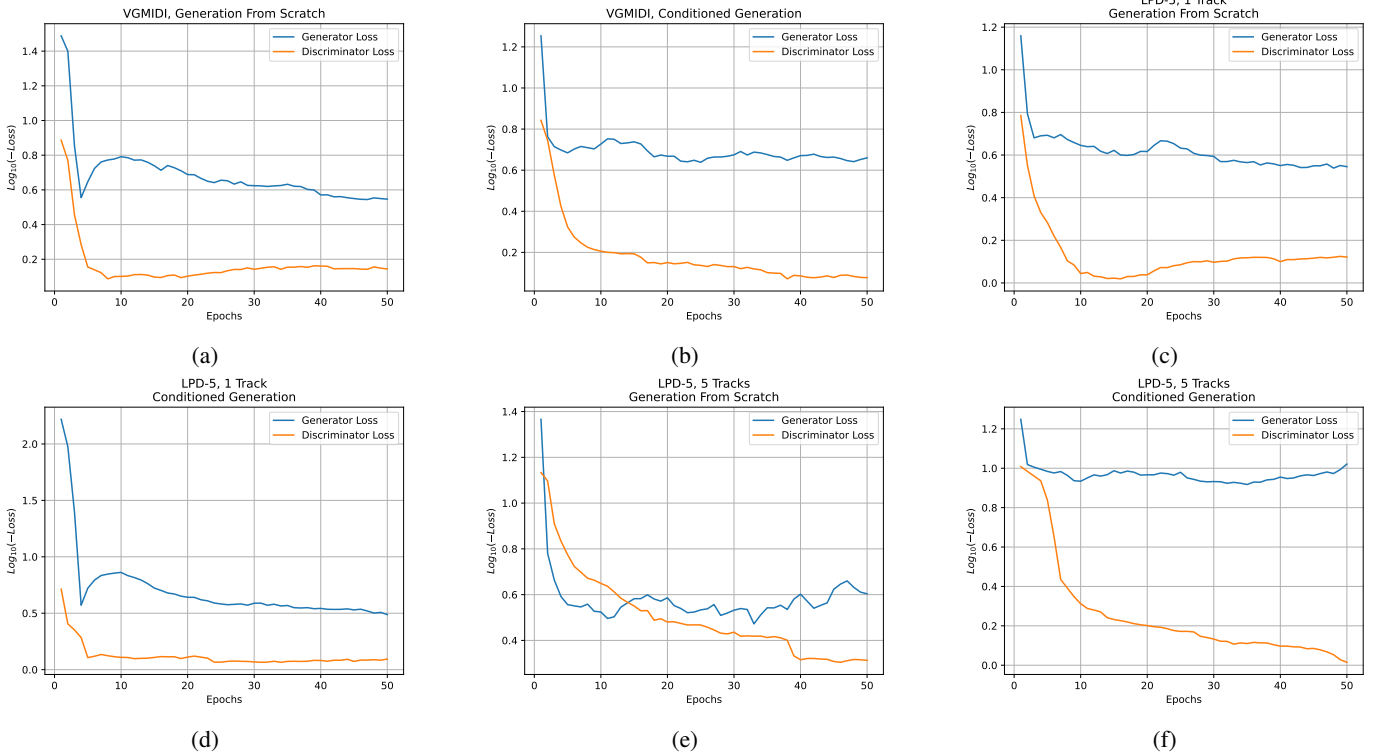 VGMIDI, Generation From Scratch
Generator Loss
Discriminator Loss
Log₁₀(−Loss)
1.4
1.2
1.0
0.8
0.6
0.4
0.2
0 10 20 30 40 50
Epochs
(a)
VGMIDI, Conditioned Generation
Generator Loss
Discriminator Loss
Log₁₀(−Loss)
1.2
1.0
0.8
0.6
0.4
0.2
0 10 20 30 40 50
Epochs
(b)
LPD-5, 1 Track
Generation From Scratch
Generator Loss
Discriminator Loss
Log₁₀(−Loss)
1.2
1.0
0.8
0.6
0.4
0.2
0.0
0 10 20 30 40 50
Epochs
(c)
LPD-5, 1 Track
Conditioned Generation
Generator Loss
Discriminator Loss
Log₁₀(−Loss)
2.0
1.5
1.0
0.5
0.0
0 10 20 30 40 50
Epochs
(d)
LPD-5, 5 Tracks
Generation From Scratch
Generator Loss
Discriminator Loss
Log₁₀(−Loss)
1.4
1.2
1.0
0.8
0.6
0.4
0 10 20 30 40 50
Epochs
(e)
LPD-5, 5 Tracks
Conditioned Generation
Generator Loss
Discriminator Loss
Log₁₀(−Loss)
1.2
1.0
0.8
0.6
0.4
0.2
0.0
0 10 20 30 40 50
Epochs
(f)